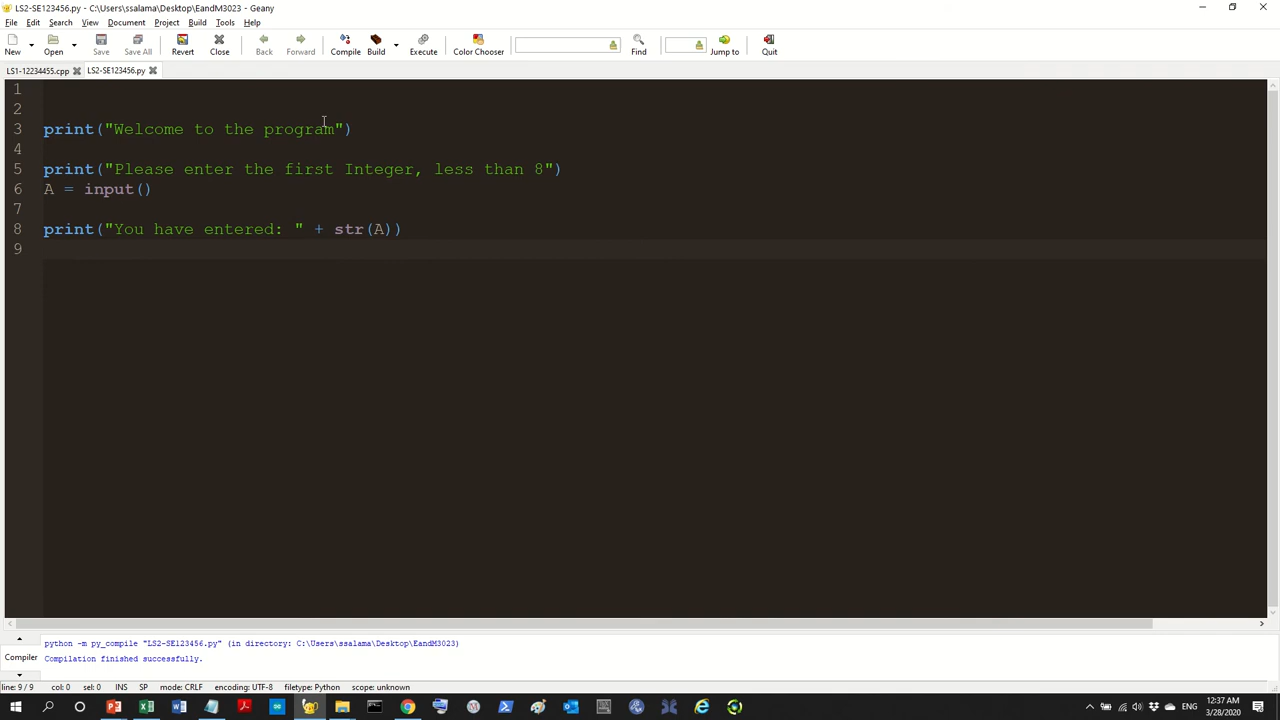 LS2-SE123456.py - C:\Users\ssalama\Desktop\EandM3023 - Geany
File Edit Search View Document Project Build Tools Help
New Open Save Save All Revert Close Back Forward Compile Build Execute Color Chooser Find Jump to Quit
LS1-12234455.cpp LS2-SE123456.py
1
2
3 print("Welcome to the program")
4
5 print("Please enter the first Integer, less than 8")
6 A = input()
7
8 print("You have entered: " + str(A))
9
python -m py_compile "LS2-SE123456.py" (in directory: C:\Users\ssalama\Desktop\EandM3023)
Compiler
Compilation finished successfully.
line: 9 / 9 col: 0 sel: 0 INS SP mode: CRLF encoding: UTF-8 filetype: Python scope: unknown
12:37 AM
3/28/2020